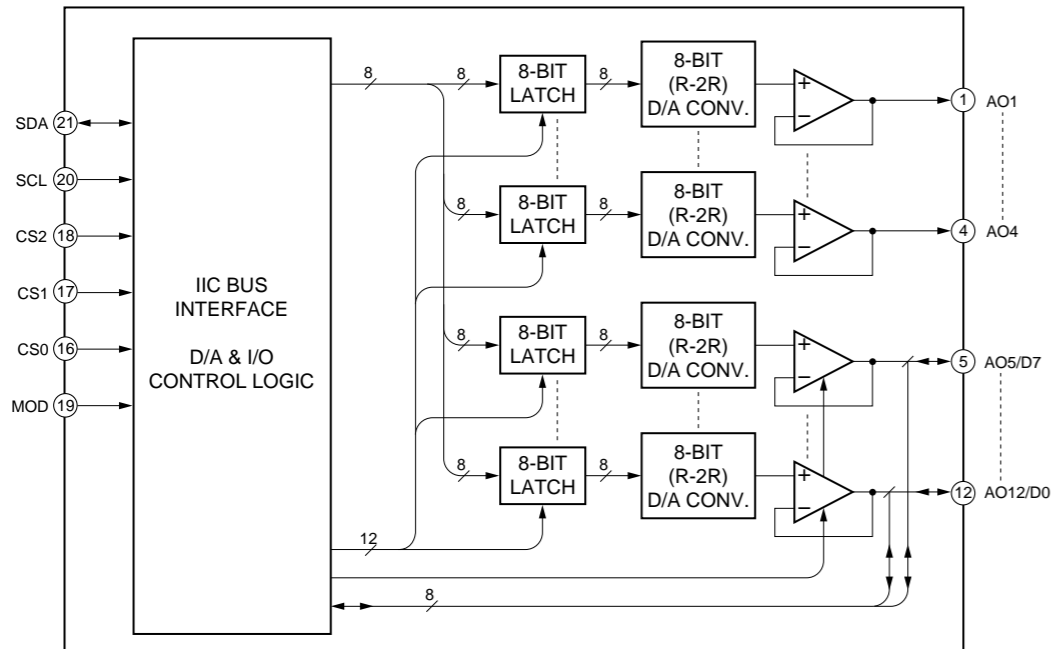 SDA 21
SCL 20
CS2 18
CS1 17
CS0 16
MOD 19
IIC BUS
INTERFACE
D/A & I/O
CONTROL LOGIC
8
8
8-BIT
LATCH
8
8-BIT
(R-2R)
D/A CONV.
+
−
1 AO1
8
8-BIT
LATCH
8
8-BIT
(R-2R)
D/A CONV.
+
−
4 AO4
8
8-BIT
LATCH
8
8-BIT
(R-2R)
D/A CONV.
+
−
5 AO5/D7
8
8-BIT
LATCH
8
8-BIT
(R-2R)
D/A CONV.
+
−
12 AO12/D0
12
8